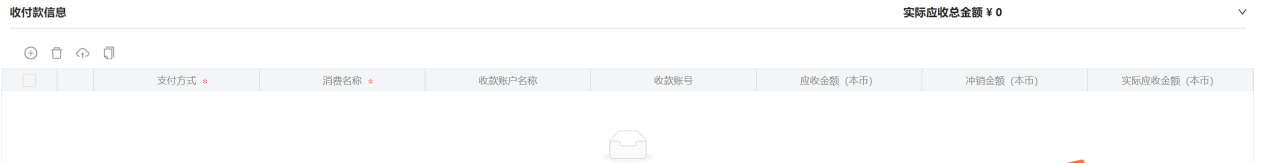 收付款信息 实际应收总金额 ¥ 0
支付方式 * 消费名称 * 收款账户名称 收款账号 应收金额 (本币) 冲销金额 (本币) 实际应收金额 (本币)